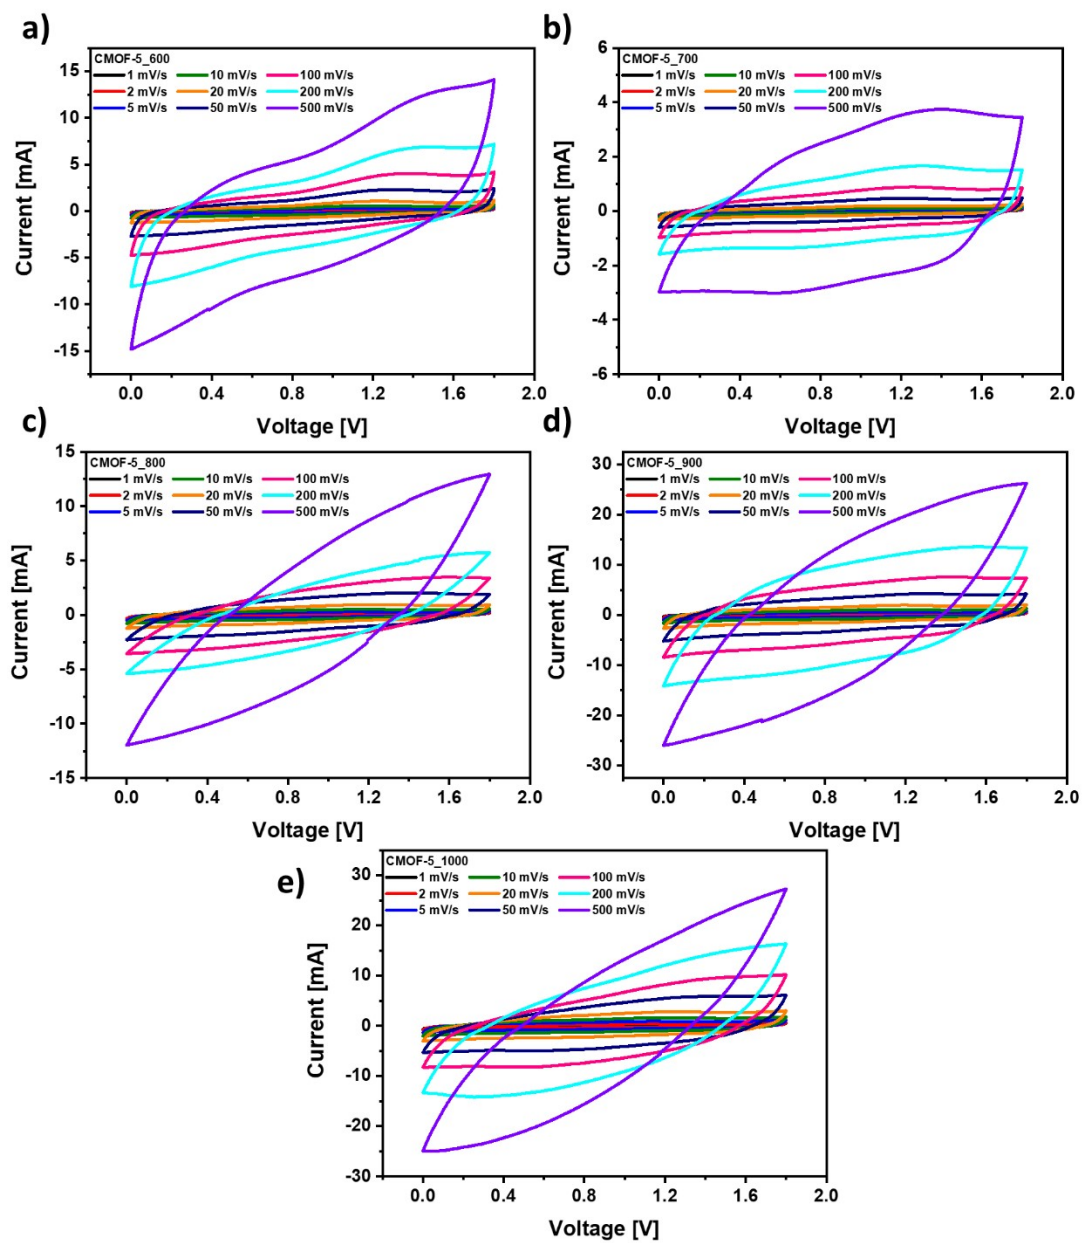 a)
CMOF-5_600
1 mV/s 10 mV/s 100 mV/s
2 mV/s 20 mV/s 200 mV/s
5 mV/s 50 mV/s 500 mV/s
15
10
5
0
-5
-10
-15
Current [mA]
0.0 0.4 0.8 1.2 1.6 2.0
Voltage [V]
b)
CMOF-5_700
1 mV/s 10 mV/s 100 mV/s
2 mV/s 20 mV/s 200 mV/s
5 mV/s 50 mV/s 500 mV/s
6
4
2
0
-2
-4
-6
Current [mA]
0.0 0.4 0.8 1.2 1.6 2.0
Voltage [V]
c)
CMOF-5_800
1 mV/s 10 mV/s 100 mV/s
2 mV/s 20 mV/s 200 mV/s
5 mV/s 50 mV/s 500 mV/s
15
10
5
0
-5
-10
-15
Current [mA]
0.0 0.4 0.8 1.2 1.6 2.0
Voltage [V]
d)
CMOF-5_900
1 mV/s 10 mV/s 100 mV/s
2 mV/s 20 mV/s 200 mV/s
5 mV/s 50 mV/s 500 mV/s
30
20
10
0
-10
-20
-30
Current [mA]
0.0 0.4 0.8 1.2 1.6 2.0
Voltage [V]
e)
CMOF-5_1000
1 mV/s 10 mV/s 100 mV/s
2 mV/s 20 mV/s 200 mV/s
5 mV/s 50 mV/s 500 mV/s
30
20
10
0
-10
-20
-30
Current [mA]
0.0 0.4 0.8 1.2 1.6 2.0
Voltage [V]